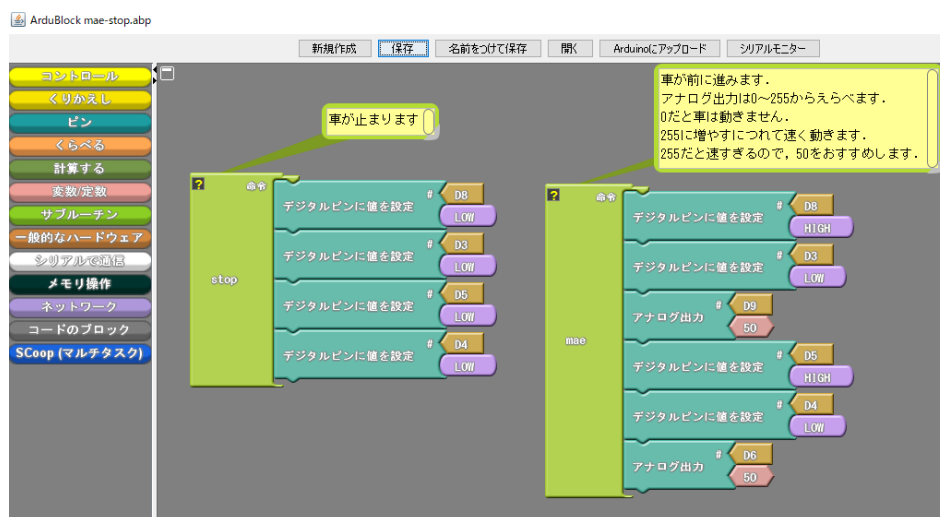 ArduBlock mae-stop.abp
新規作成 保存 名前をつけて保存 開く Arduinoにアップロード シリアルモニター
コントロール
くりかえし
ピン
くらべる
計算する
変数/定数
サブルーチン
一般的なハードウェア
シリアルで通信
メモリ操作
ネットワーク
コードのブロック
SCoop (マルチタスク)
車が止まります
? 命令
stop
デジタルピンに値を設定 # D8
LOW
デジタルピンに値を設定 # D3
LOW
デジタルピンに値を設定 # D5
LOW
デジタルピンに値を設定 # D4
LOW
車が前に進みます．
アナログ出力は0～255からえらべます．
0だと車は動きません．
255に増やすにつれて速く動きます．
255だと速すぎるので，50をおすすめします．
? 命令
mae
デジタルピンに値を設定 # D8
HIGH
デジタルピンに値を設定 # D3
LOW
アナログ出力 # D9
50
デジタルピンに値を設定 # D5
HIGH
デジタルピンに値を設定 # D4
LOW
アナログ出力 # D6
50